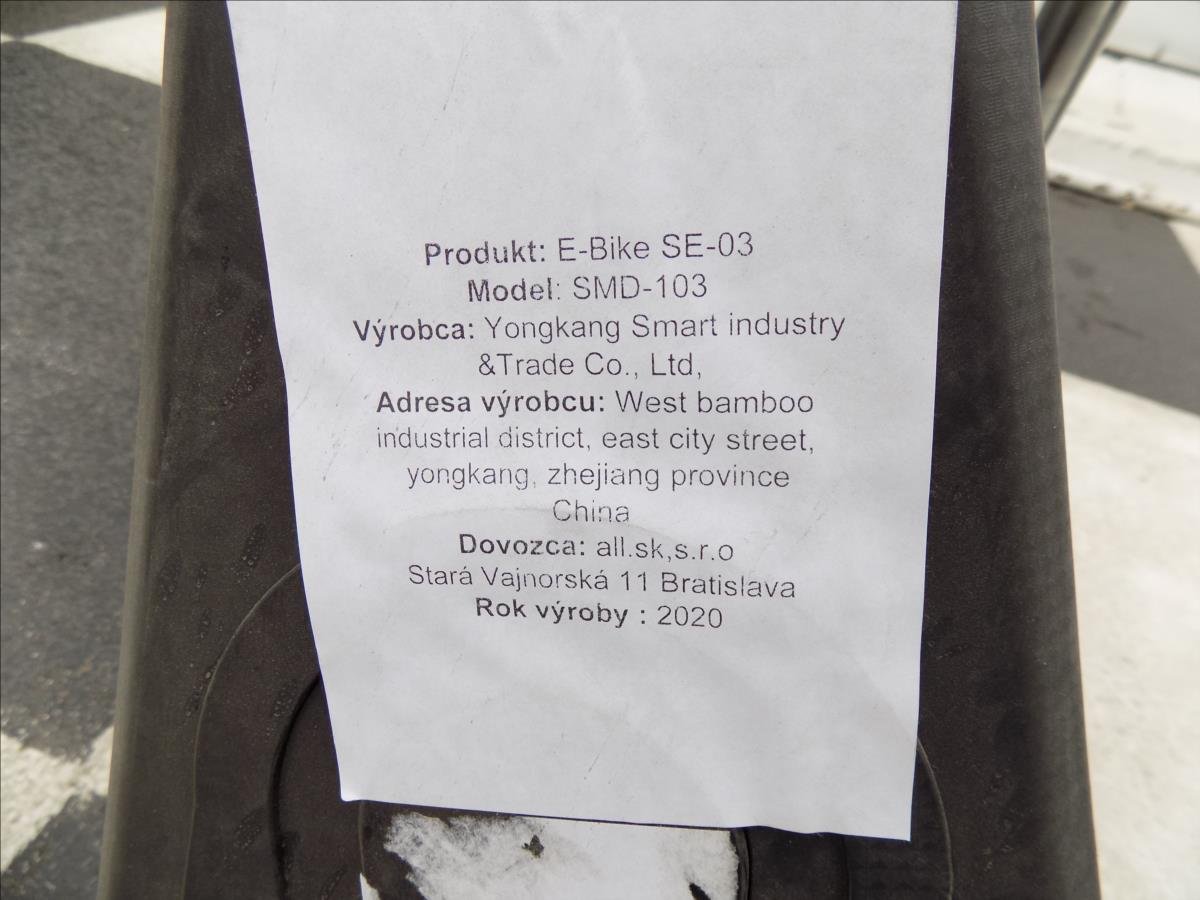 Produkt: E-Bike SE-03
Model: SMD-103
Výrobca: Yongkang Smart industry
&Trade Co., Ltd,
Adresa výrobcu: West bamboo
industrial district, east city street,
yongkang, zhejiang province
China
Dovozca: all.sk,s.r.o
Stará Vajnorská 11 Bratislava
Rok výroby : 2020